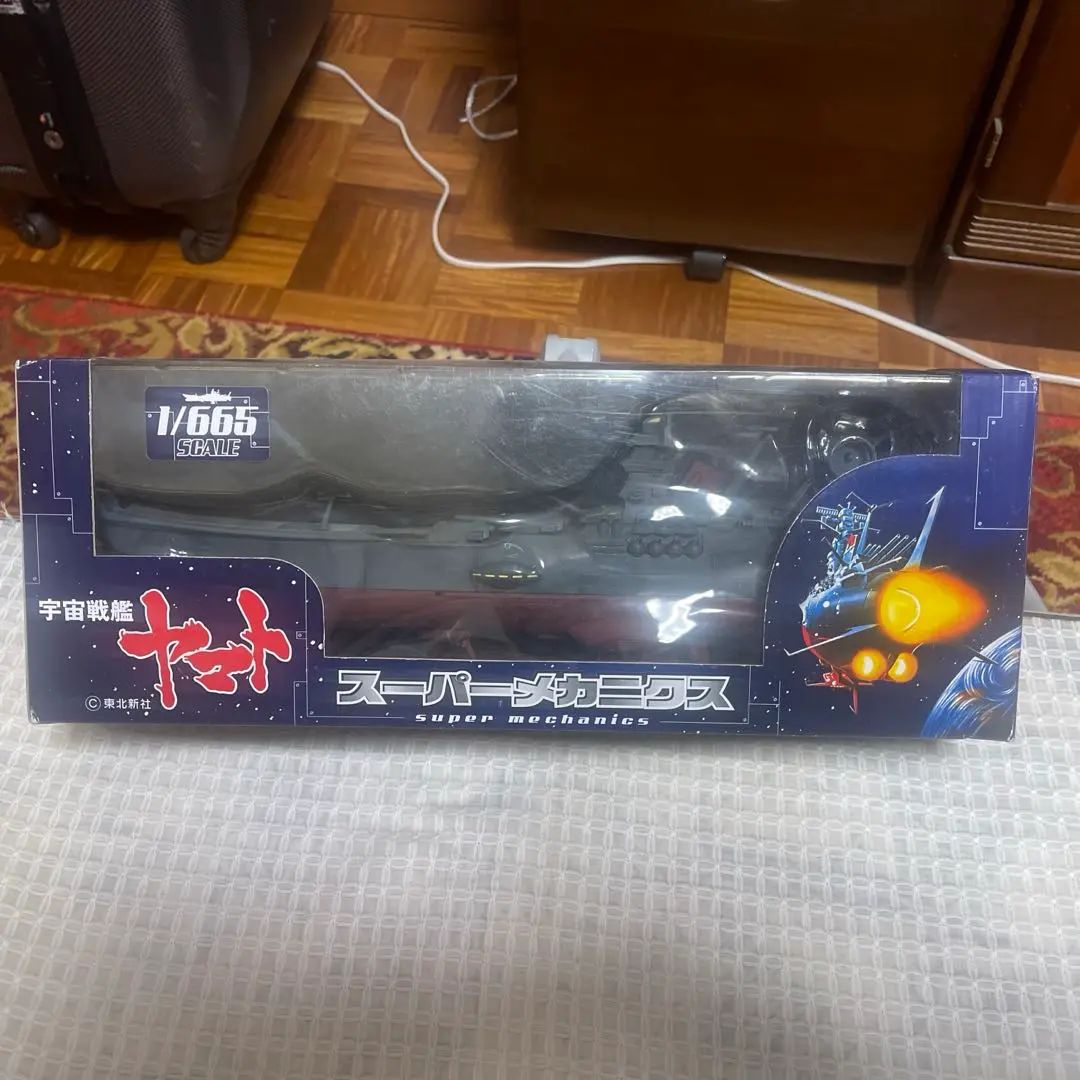 1/665
SCALE
宇宙戦艦
ヤマト
©東北新社
スーパーメカニクス
super mechanics